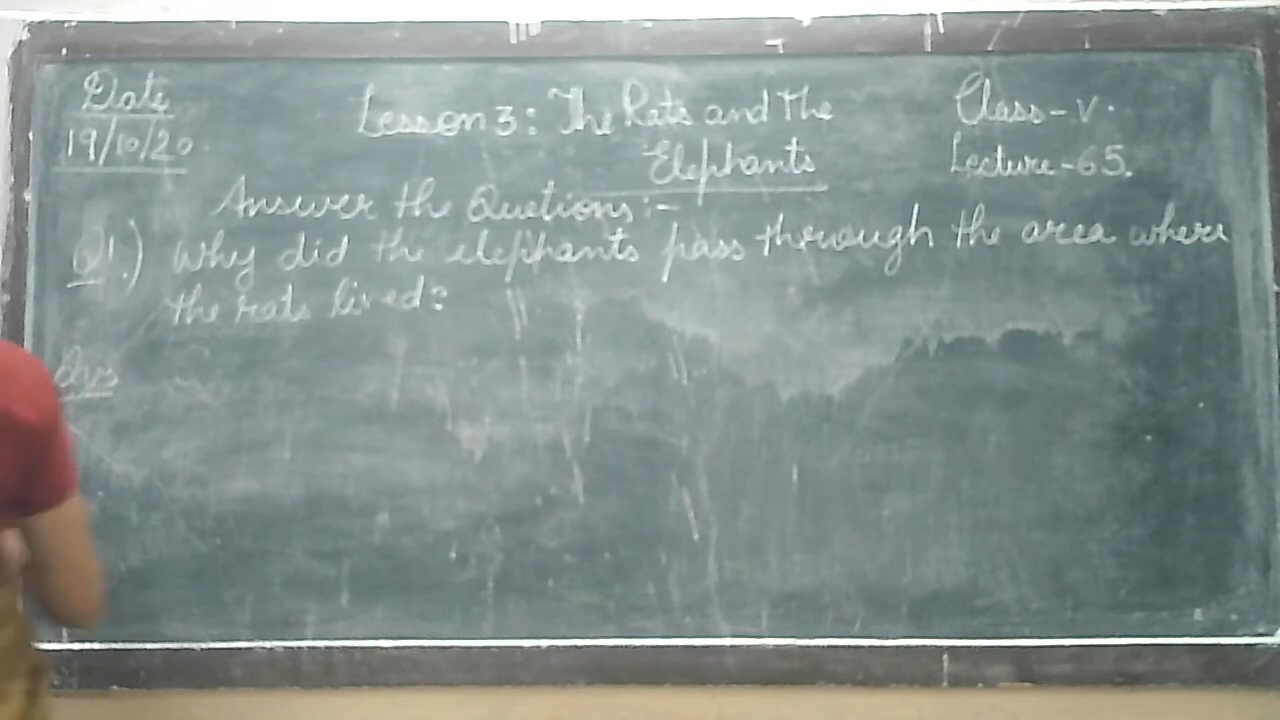 Date
19/10/20.
Lesson 3: The Rats and The
Elephants
Class-V.
Lecture-65.
Answer the Quetions:-
Q1.) Why did the elephants pass through the area where
the rats lived?
Ans